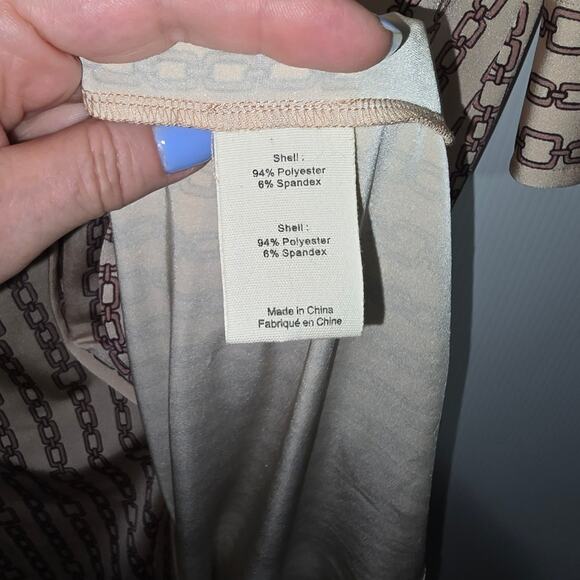 Shell :
94% Polyester
6% Spandex
Shell :
94% Polyester
6% Spandex
Made in China
Fabriqué en Chine